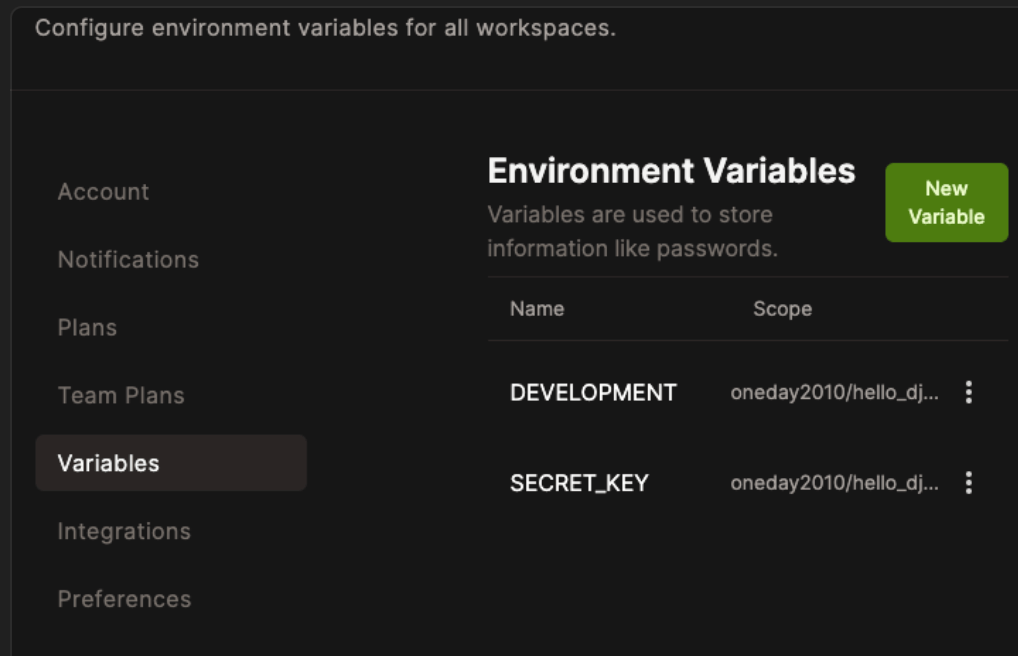 Configure environment variables for all workspaces.
Account
Notifications
Plans
Team Plans
Variables
Integrations
Preferences
Environment Variables
Variables are used to store
information like passwords.
New
Variable
Name Scope
DEVELOPMENT oneday2010/hello_dj...
SECRET_KEY oneday2010/hello_dj...